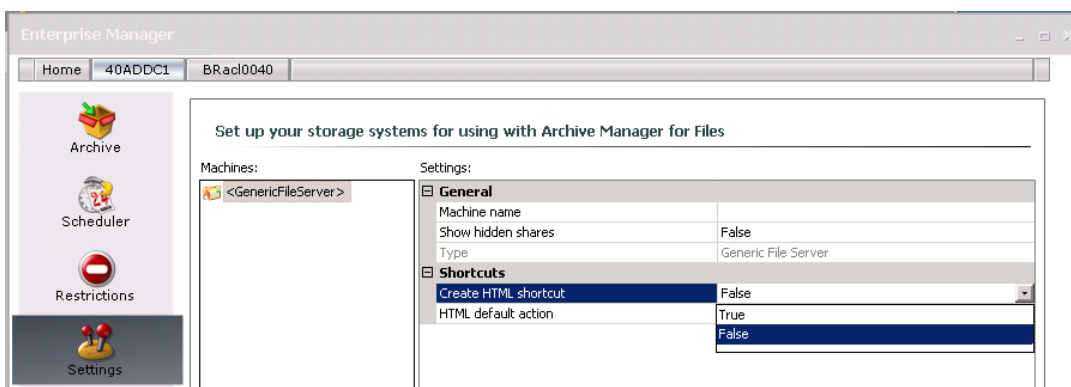 Enterprise Manager
Home 40ADDC1 BRacl0040
Archive
Scheduler
Restrictions
Settings
Set up your storage systems for using with Archive Manager for Files
Machines:
<GenericFileServer>
Settings:
General
Machine name
Show hidden shares False
Type Generic File Server
Shortcuts
Create HTML shortcut False
HTML default action
True
False